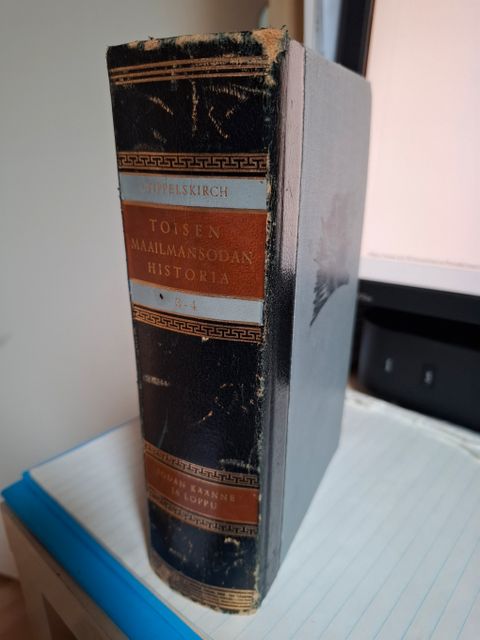 TIPPELSKIRCH
TOISEN
MAAILMANSODAN
HISTORIA
3-4
SODAN KÄÄNNE
JA LOPPU